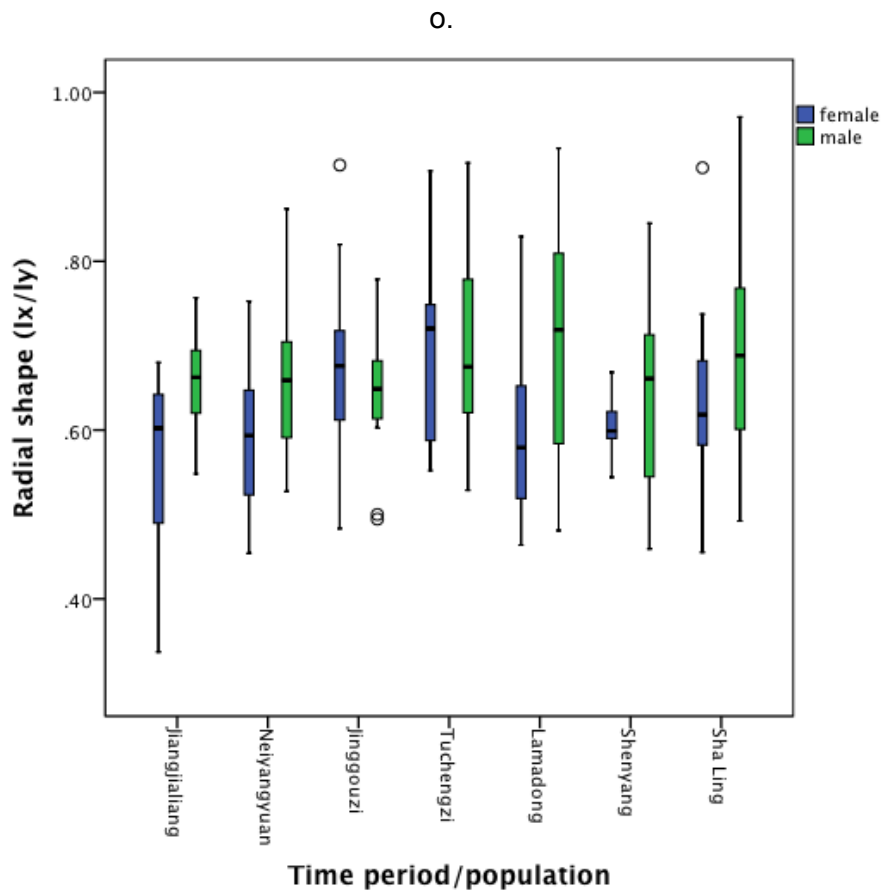 o.
1.00
.80
.60
.40
Radial shape (Ix/Iy)
female
male
Jiangjialiang
Neiyangyuan
Jinggouzi
Tuchengzi
Lamadong
Shenyang
Sha Ling
Time period/population